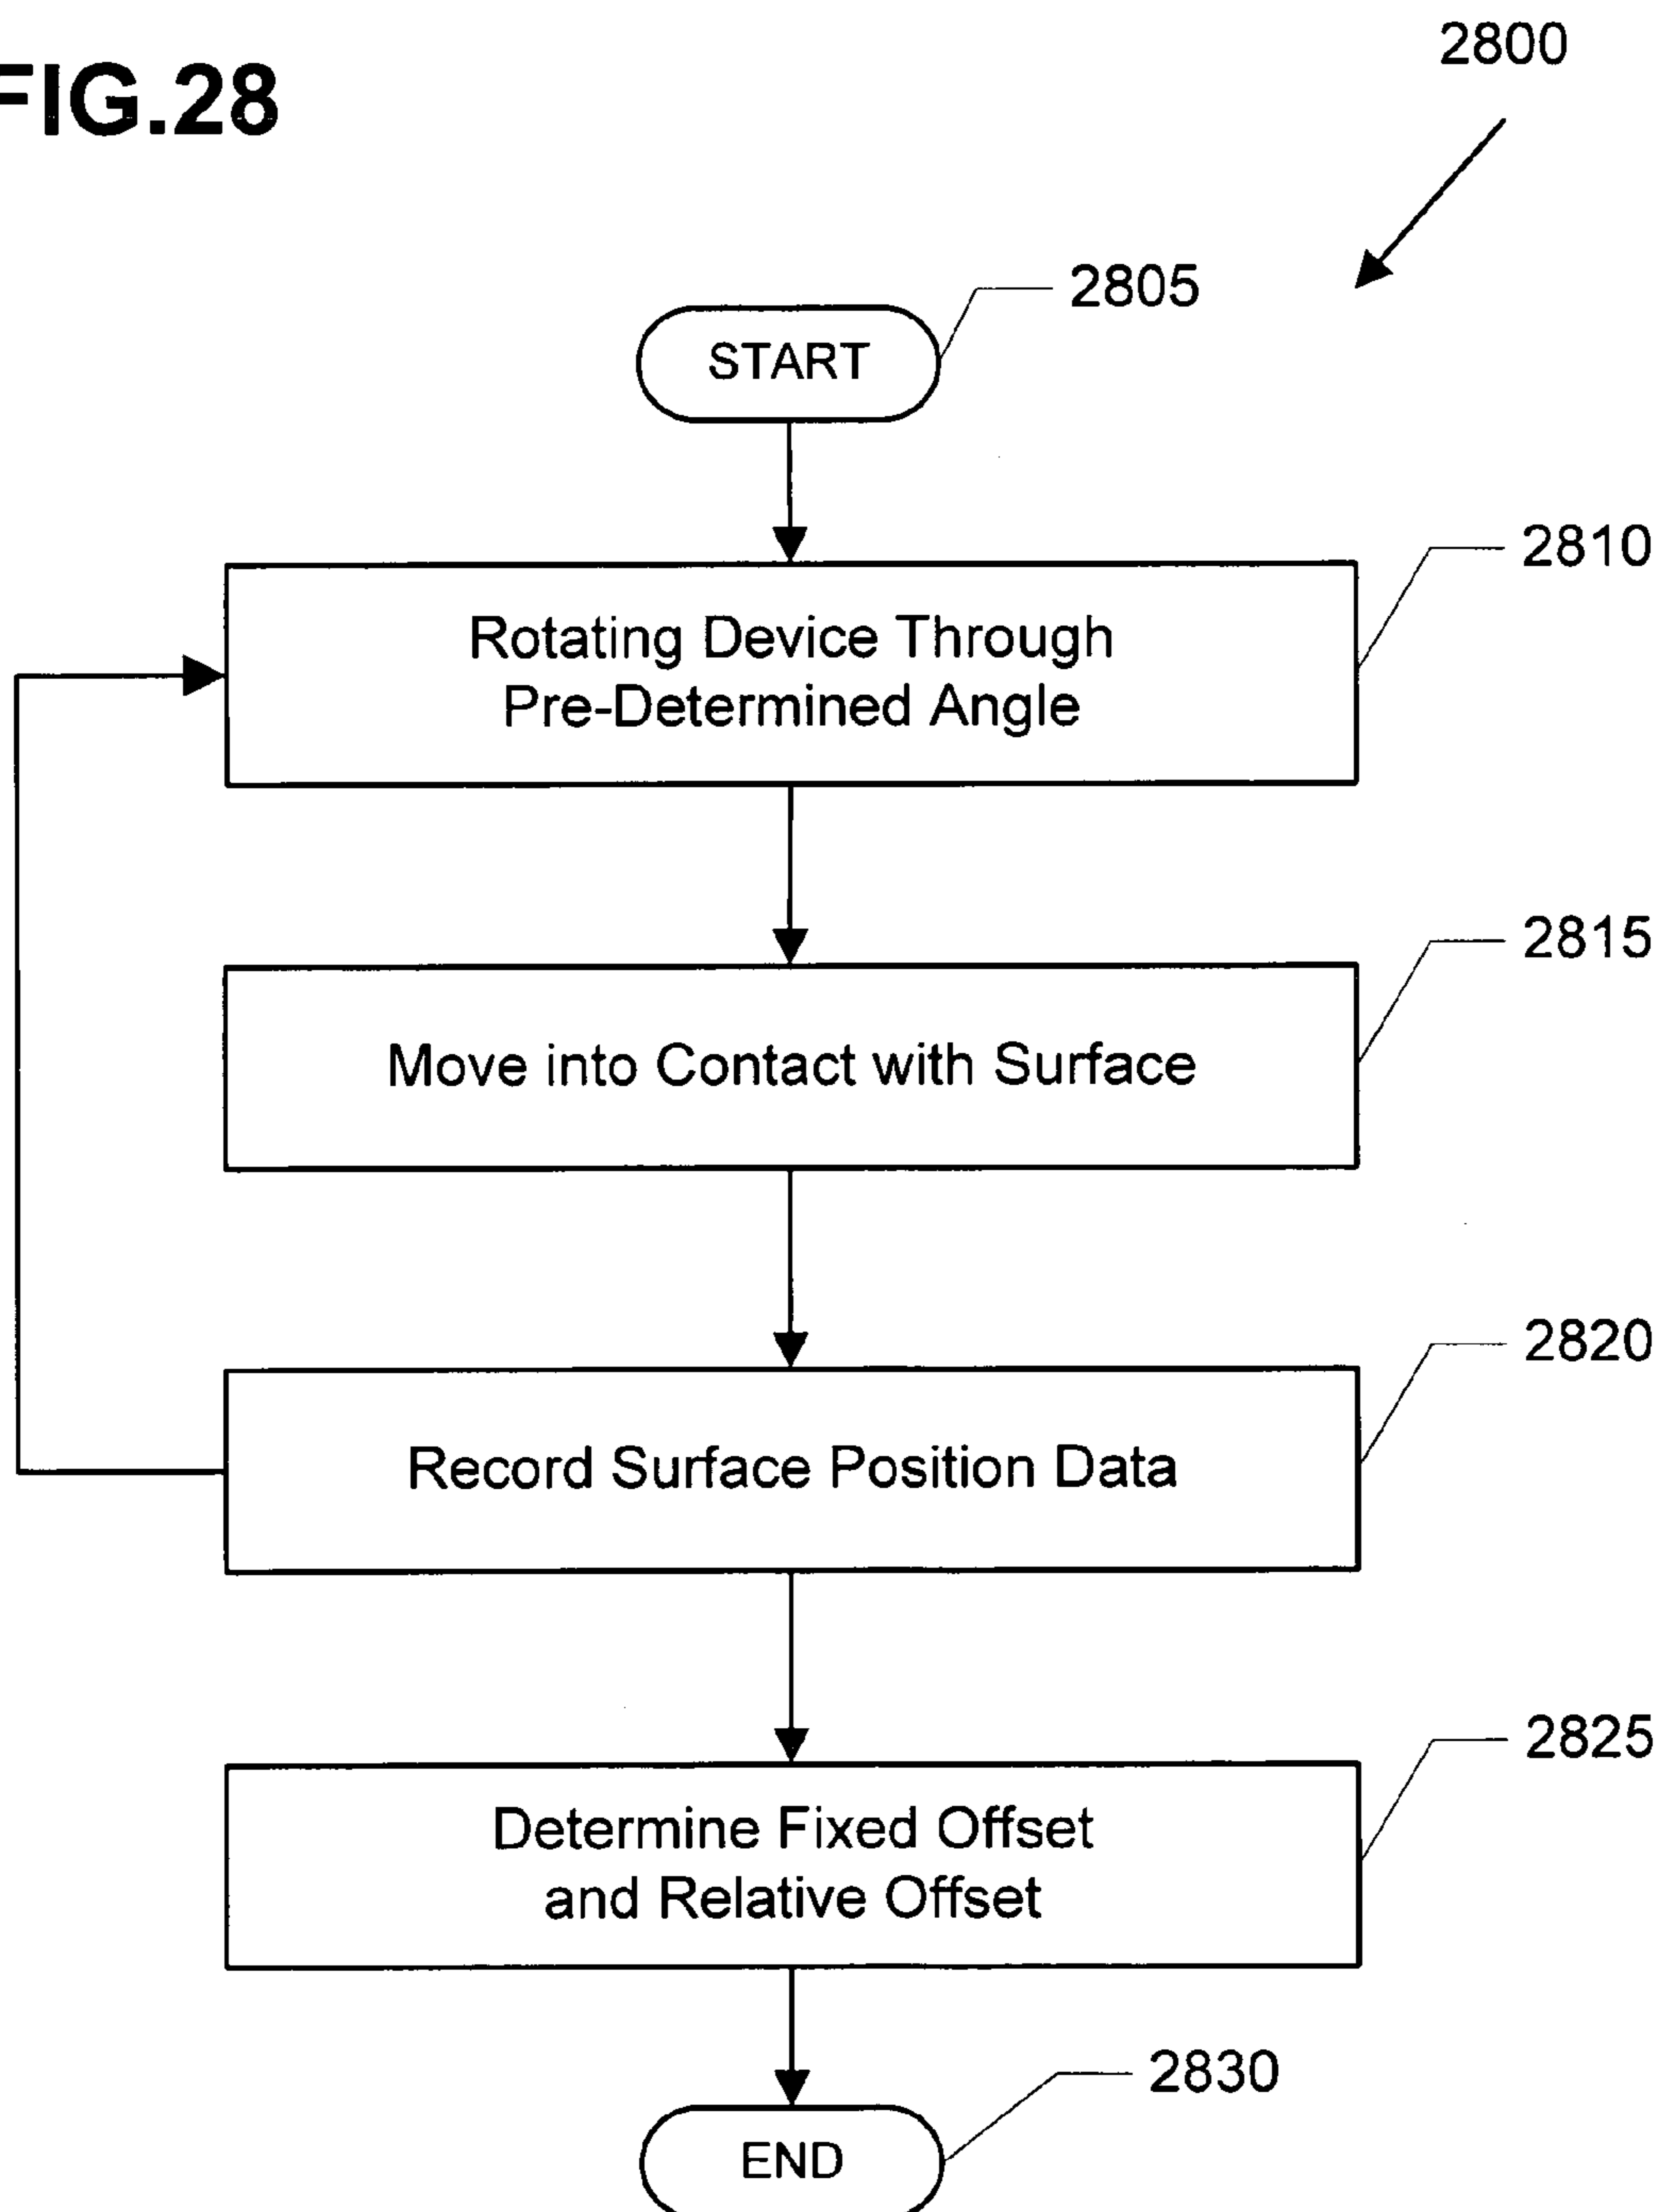 FIG.28
2800
2805
START
2810
Rotating Device Through
Pre-Determined Angle
2815
Move into Contact with Surface
2820
Record Surface Position Data
2825
Determine Fixed Offset
and Relative Offset
2830
END